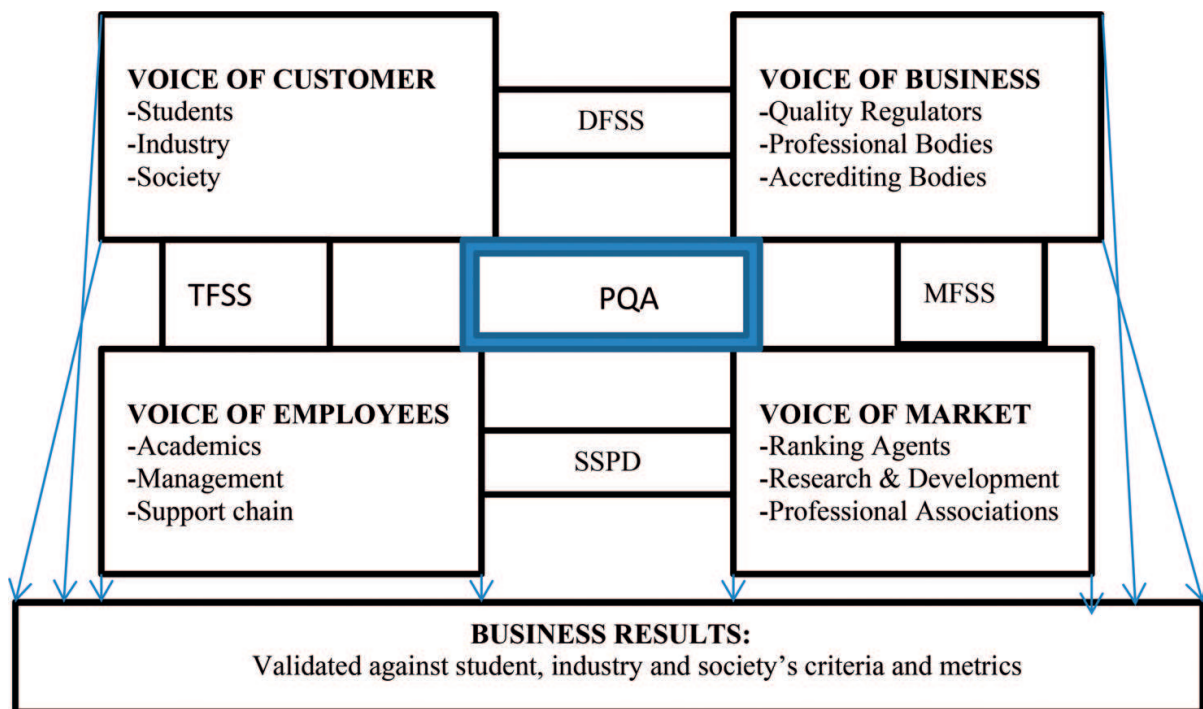 VOICE OF CUSTOMER
-Students
-Industry
-Society
DFSS
VOICE OF BUSINESS
-Quality Regulators
-Professional Bodies
-Accrediting Bodies
TFSS
PQA
MFSS
VOICE OF EMPLOYEES
-Academics
-Management
-Support chain
SSPD
VOICE OF MARKET
-Ranking Agents
-Research & Development
-Professional Associations
BUSINESS RESULTS:
Validated against student, industry and society’s criteria and metrics